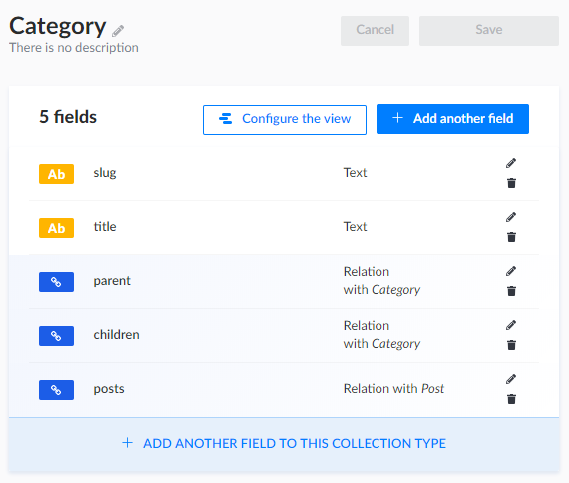 Category
Cancel
Save
There is no description
5 fields
Configure the view
+ Add another field
Ab slug Text
Ab title Text
parent Relation
with Category
children Relation
with Category
posts Relation with Post
+ ADD ANOTHER FIELD TO THIS COLLECTION TYPE